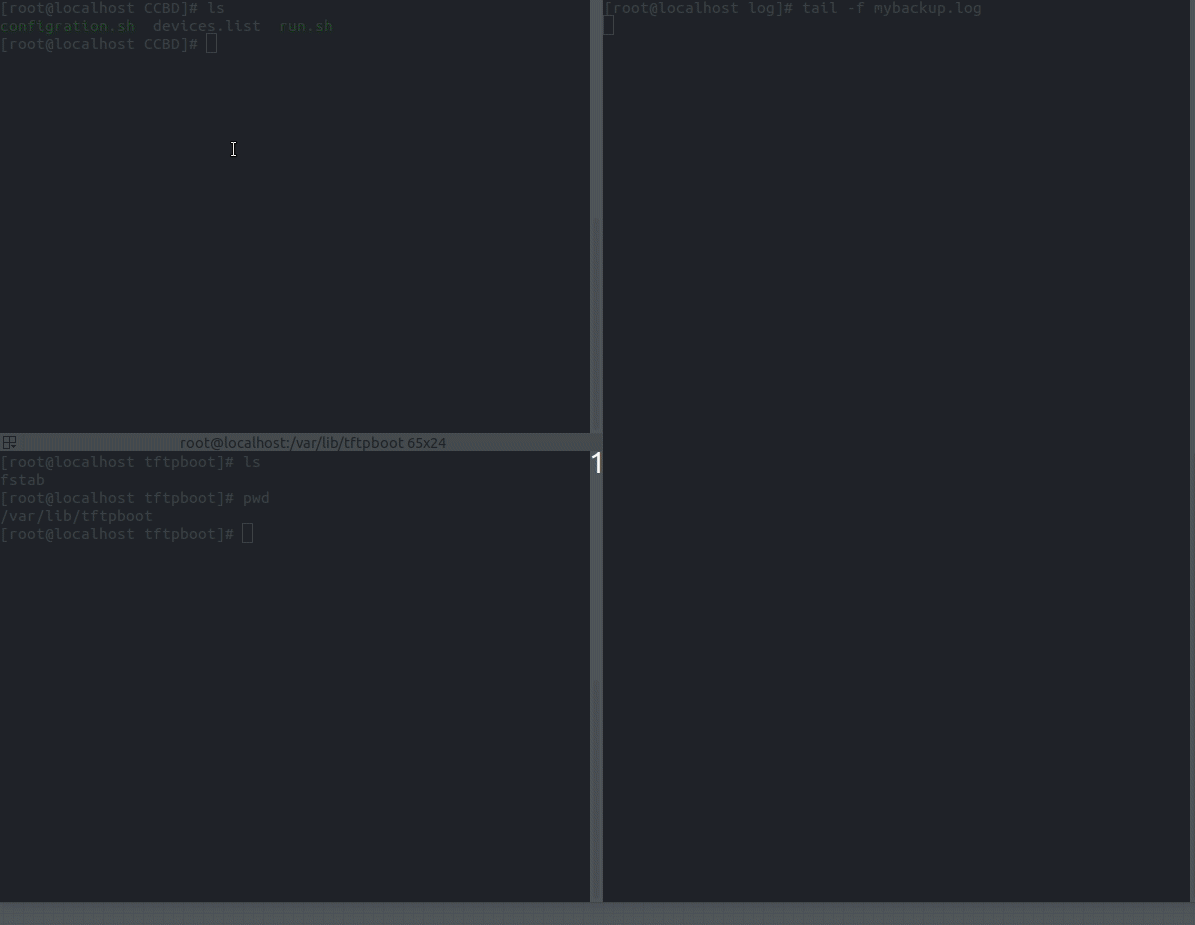 [root@localhost CCBD]# ls
configration.sh  devices.list  run.sh
[root@localhost CCBD]#
root@localhost:/var/lib/tftpboot 65x24
[root@localhost tftpboot]# ls
fstab
[root@localhost tftpboot]# pwd
/var/lib/tftpboot
[root@localhost tftpboot]#
[root@localhost log]# tail -f mybackup.log
1